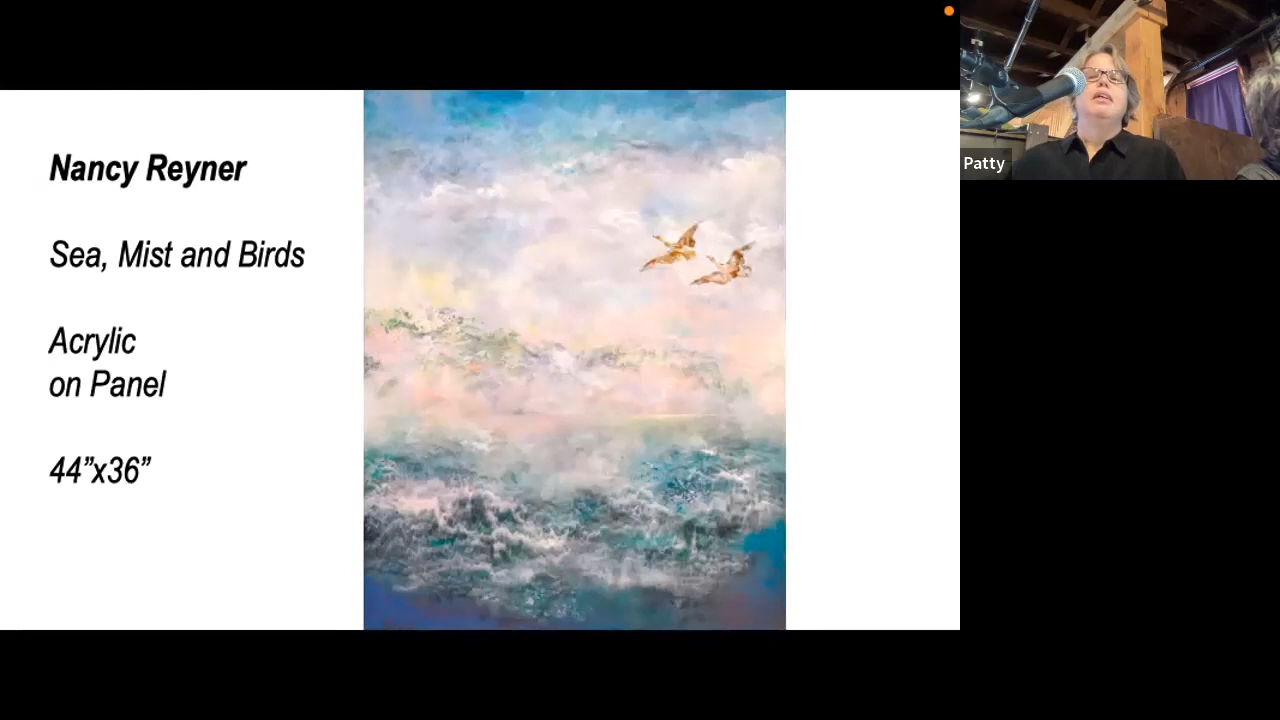 Nancy Reyner
Sea, Mist and Birds
Acrylic
on Panel
44”x36”
Patty